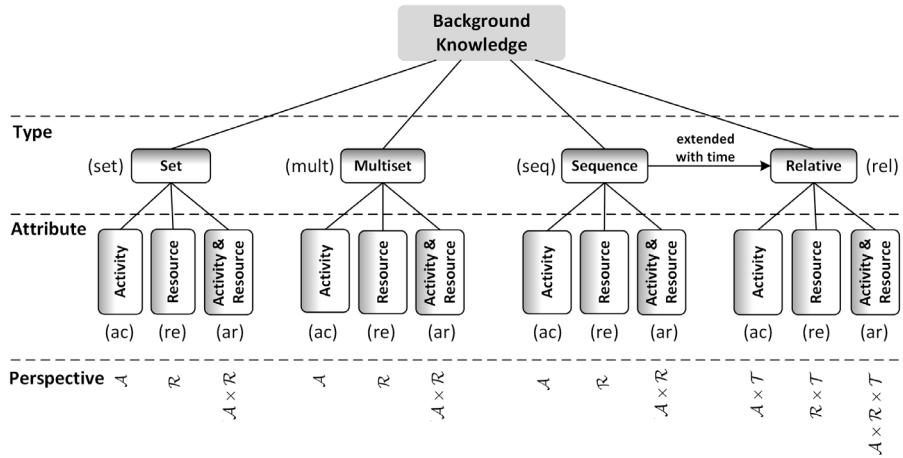 Background
Knowledge
Type
extended
with time
(set)
Set
(mult)
Multiset
(seq)
Sequence
Relative
(rel)
Attribute
Activity
Resource
Activity &
Resource
Activity
Resource
Activity &
Resource
Activity
Resource
Activity &
Resource
Activity
Resource
Activity &
Resource
(ac) (re) (ar) (ac) (re) (ar) (ac) (re) (ar) (ac) (re) (ar)
Perspective
𝒜
ℛ
𝒜 × ℛ
𝒜
ℛ
𝒜 × ℛ
𝒜
ℛ
𝒜 × ℛ
𝒜 × 𝒯
ℛ × 𝒯
𝒜 × ℛ × 𝒯